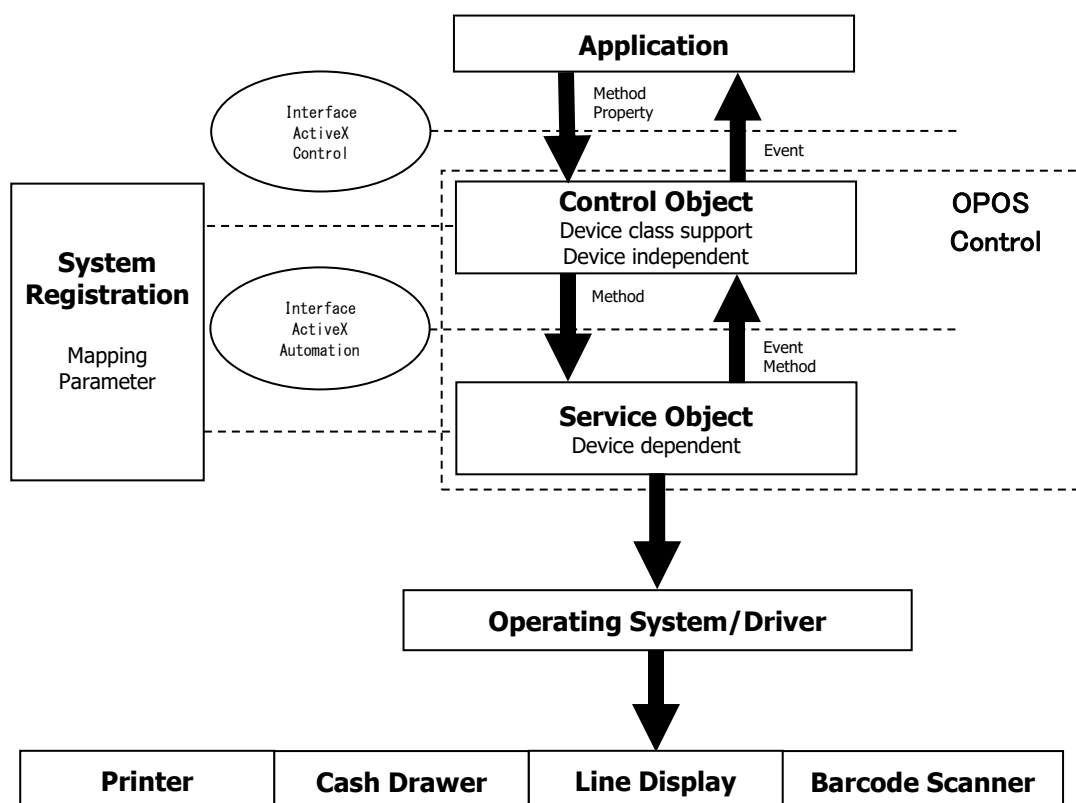 Application
Method
Property
Interface
ActiveX
Control
Event
Control Object
Device class support
Device independent
OPOS
Control
System
Registration
Mapping
Parameter
Method
Interface
ActiveX
Automation
Event
Method
Service Object
Device dependent
Operating System/Driver
Printer
Cash Drawer
Line Display
Barcode Scanner